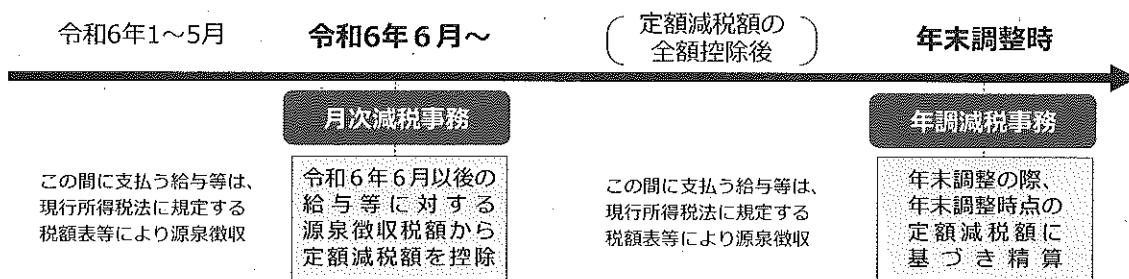 令和6年1～5月
令和6年6月～
定額減税額の
全額控除後
年末調整時
月次減税事務
年調減税事務
この間に支払う給与等は、
現行所得税法に規定する
税額表等により源泉徴収
令和6年6月以後の
給与等に対する
源泉徴収税額から
定額減税額を控除
この間に支払う給与等は、
現行所得税法に規定する
税額表等により源泉徴収
年末調整の際、
年末調整時点の
定額減税額に
基づき精算